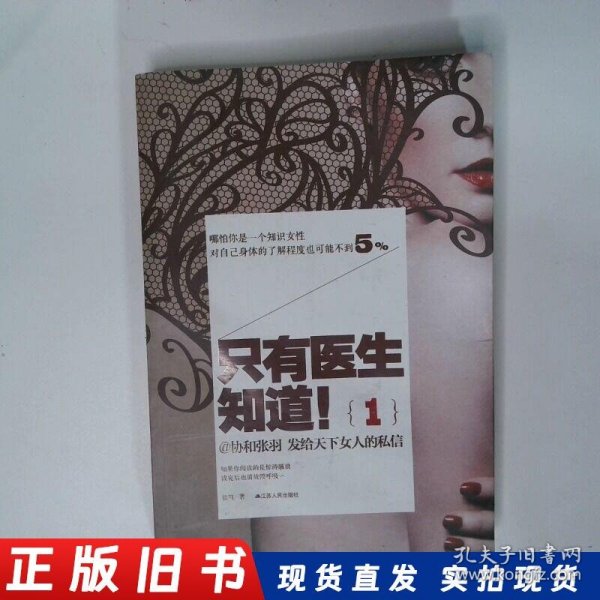 哪怕你是一个知识女性
对自己身体的了解程度也可能不到5%
只有医生
知道!{1}
@协和张羽 发给天下女人的私信
张羽 著
江苏人民出版社
孔夫子旧书网
www.kongfz.com
正版旧书
现货直发 实拍现货